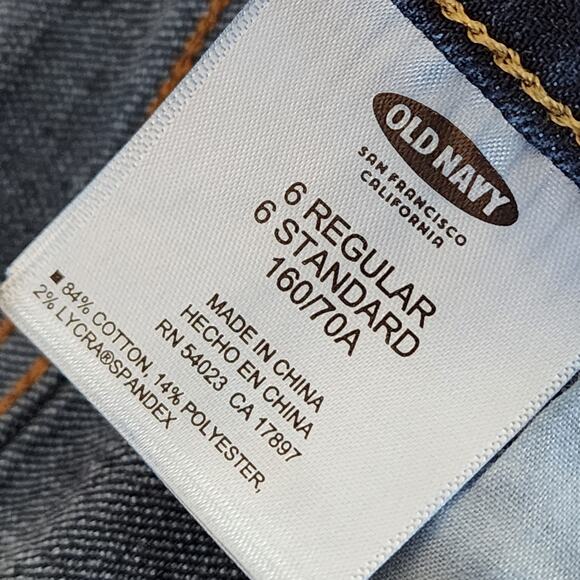 OLD NAVY
SAN FRANCISCO
CALIFORNIA
6 REGULAR
6 STANDARD
160/70A
MADE IN CHINA
HECHO EN CHINA
RN 54023 CA 17897
84% COTTON, 14% POLYESTER,
2% LYCRA®SPANDEX